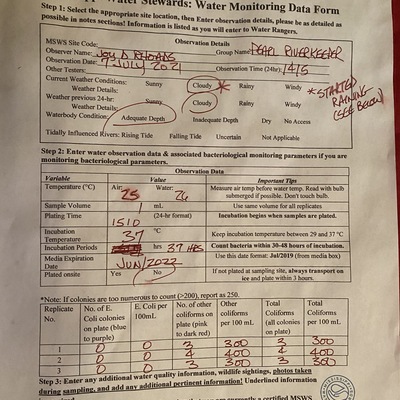 Stewards: Water Monitoring Data Form
Step 1: Select the appropriate site location, then Enter observation details, please be as detailed as
possible in notes sections! Information is listed as you will enter to Water Rangers.
Observation Details
MSWS Site Code:
Observer Name: Joy D Rhoads Group Name: Pearl Riverkeeper
Observation Date: 7 July 2021 Observation Time (24hr): 1415
Other Testers:
Current Weather Conditions: Sunny Cloudy * Rainy Windy
Weather Details: * STARTED RAINING (SEE BELOW)
Weather previous 24-hr: Sunny Cloudy Rainy Windy
Weather Details:
Waterbody Condition: Adequate Depth Inadequate Depth Dry No Access
Tidally Influenced Rivers: Rising Tide Falling Tide Uncertain Not Applicable
Step 2: Enter water observation data & associated bacteriological monitoring parameters if you are
monitoring bacteriological parameters.
Observation Data
Variable Value Important Tips
Temperature (°C) Air: 25 Water: 26 Measure air temp before water temp. Read with bulb submerged if possible. Don't touch bulb.
Sample Volume 1 mL Use same volume for all replicates
Plating Time 1510 (24-hr format) Incubation begins when samples are plated.
Incubation Temperature 37 °C Keep incubation temperature between 29 and 37 °C
Incubation Periods hrs 37 HRS Count bacteria within 30-48 hours of incubation.
Media Expiration Date Jun/2022 Use this date format: Jul/2019 (from media box)
Plated onsite Yes No If not plated at sampling site, always transport on ice and plate within 3 hours.
*Note: If colonies are too numerous to count (>200), report as 250.
Replicate No. No. of E. Coli colonies on plate (blue to purple) E. Coli per 100mL No. of other coliforms on plate (pink to dark red) Other coliforms per 100 mL Total Coliforms (all colonies on plate) Total Coliforms per 100 mL
1 0 0 3 300 3 300
2 0 0 4 400 4 400
3 0 0 3 300 3 300
Step 3: Enter any additional water quality information, wildlife sightings, photos taken
during sampling, and add any additional pertinent information! Underlined information
currently a certified MSWS